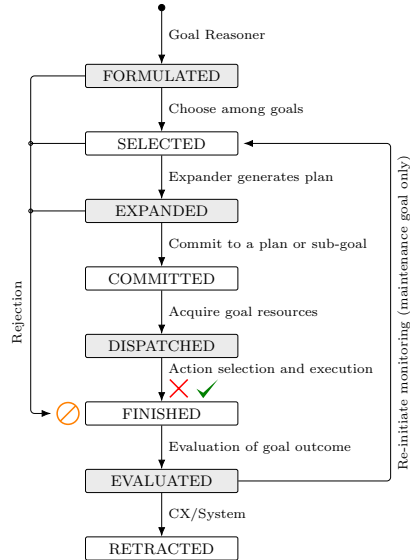 Goal Reasoner
FORMULATED
Choose among goals
SELECTED
Expander generates plan
EXPANDED
Commit to a plan or sub-goal
COMMITTED
Acquire goal resources
DISPATCHED
Action selection and execution
FINISHED
Evaluation of goal outcome
EVALUATED
CX/System
RETRACTED
Rejection
Re-initiate monitoring (maintenance goal only)